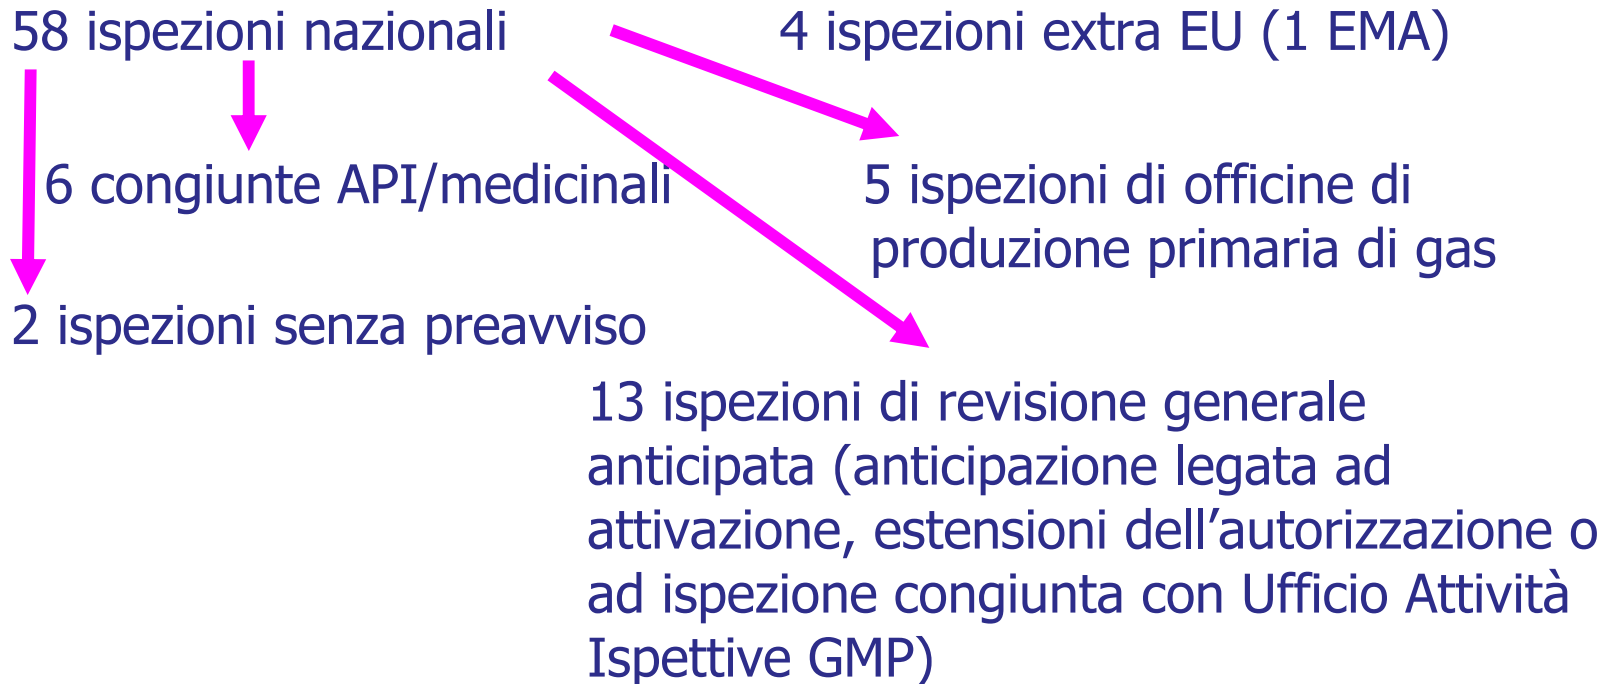 58 ispezioni nazionali
4 ispezioni extra EU (1 EMA)
6 congiunte API/medicinali
5 ispezioni di officine di
produzione primaria di gas
2 ispezioni senza preavviso
13 ispezioni di revisione generale
anticipata (anticipazione legata ad
attivazione, estensioni dell’autorizzazione o
ad ispezione congiunta con Ufficio Attività
Ispettive GMP)